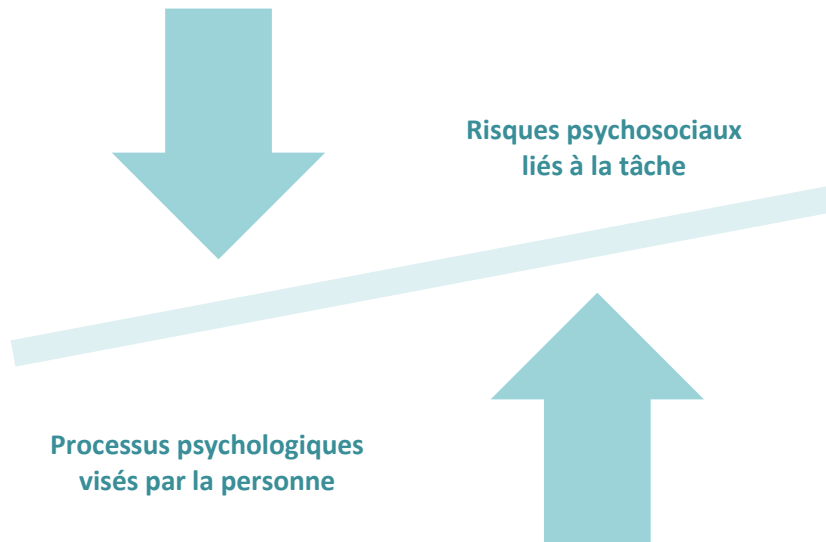 Risques psychosociaux
liés à la tâche
Processus psychologiques
visés par la personne